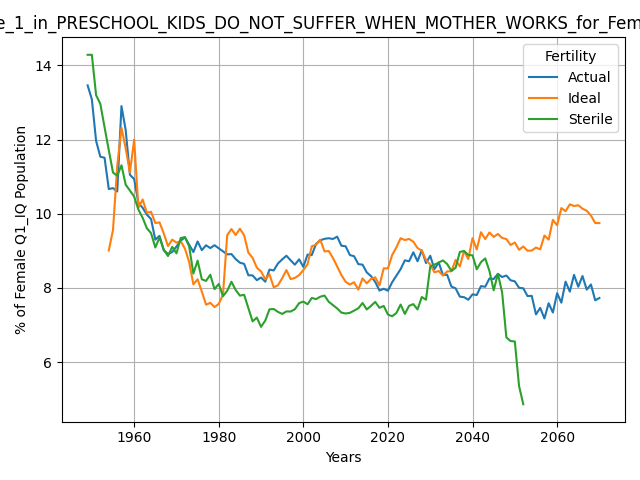 e_1_in_PRESCHOOL_KIDS_DO_NOT_SUFFER_WHEN_MOTHER_WORKS_for_Fem
Fertility
Actual
Ideal
Sterile
% of Female Q1_IQ Population
14
12
10
8
6
1960 1980 2000 2020 2040 2060
Years